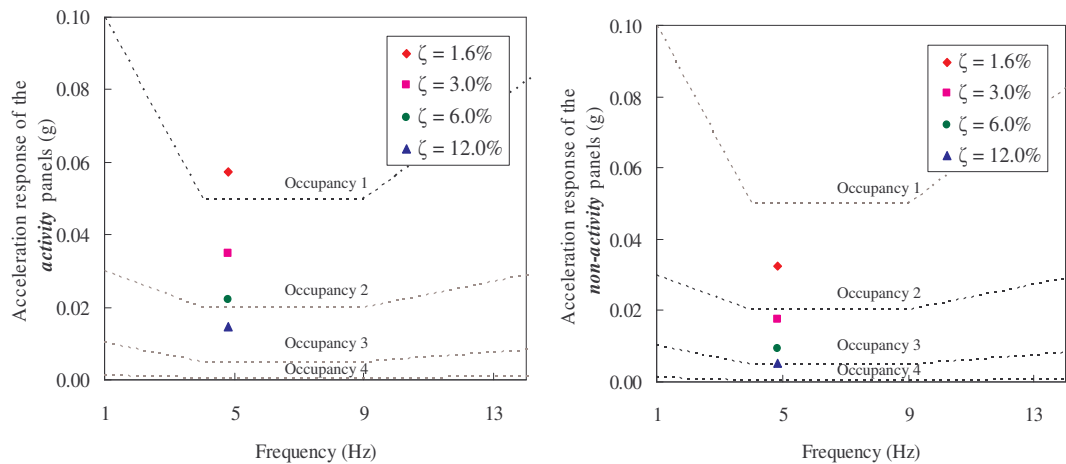 Acceleration response of the
activity panels (g)
0.10
0.08
0.06
0.04
0.02
0.00
ζ = 1.6%
ζ = 3.0%
ζ = 6.0%
ζ = 12.0%
Occupancy 1
Occupancy 2
Occupancy 3
Occupancy 4
1 5 9 13
Frequency (Hz)
Acceleration response of the
non-activity panels (g)
0.10
0.08
0.06
0.04
0.02
0.00
ζ = 1.6%
ζ = 3.0%
ζ = 6.0%
ζ = 12.0%
Occupancy 1
Occupancy 2
Occupancy 3
Occupancy 4
1 5 9 13
Frequency (Hz)